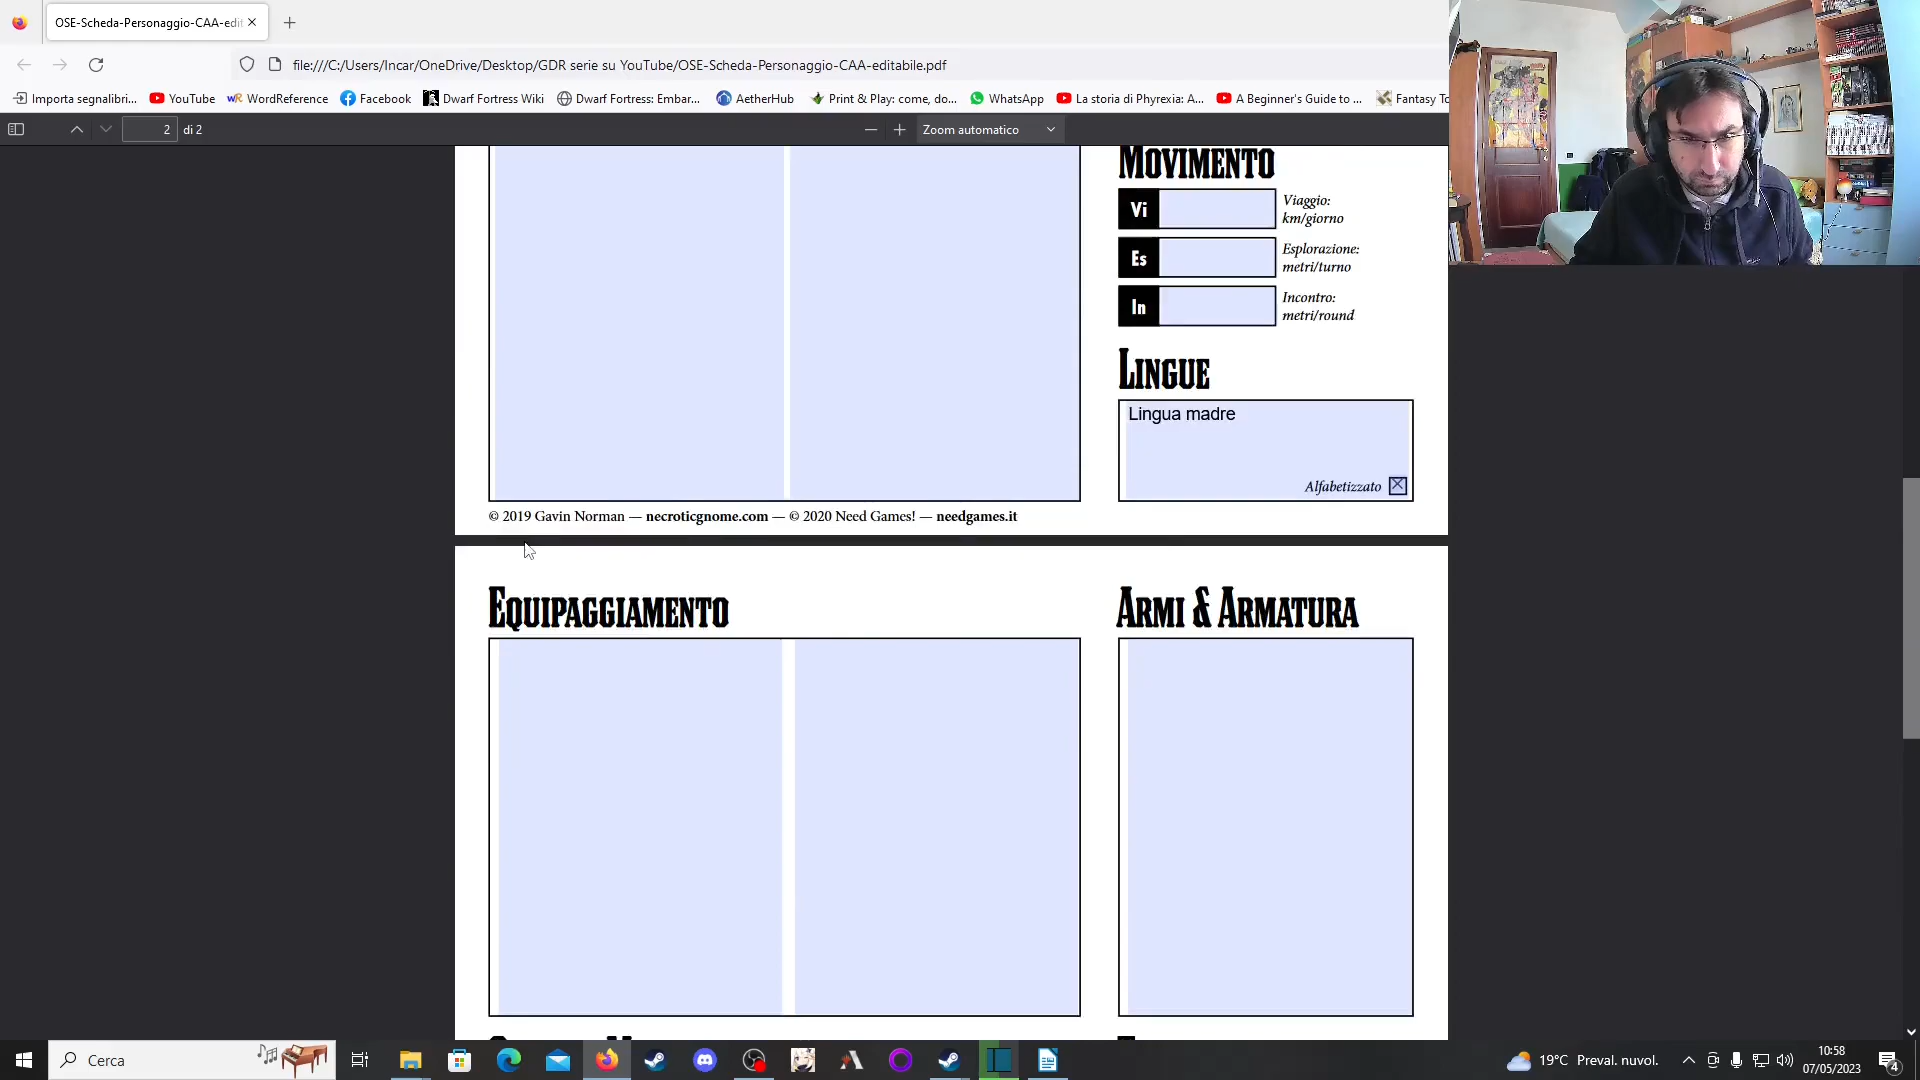 OSE-Scheda-Personaggio-CAA-edit
file:///C:/Users/Incar/OneDrive/Desktop/GDR serie su YouTube/OSE-Scheda-Personaggio-CAA-editabile.pdf
Importa segnalibri... YouTube WordReference Facebook Dwarf Fortress Wiki Dwarf Fortress: Embar... AetherHub Print & Play: come, do... WhatsApp La storia di Phyrexia: A... A Beginner's Guide to ... Fantasy To
2 di 2 Zoom automatico
Movimento
Vi Viaggio:
km/giorno
Es Esplorazione:
metri/turno
In Incontro:
metri/round
Lingue
Lingua madre
Alfabetizzato
© 2019 Gavin Norman — necroticgnome.com — © 2020 Need Games! — needgames.it
Equipaggiamento Armi & Armatura
Cerca
19°C Preval. nuvol.
10:58
07/05/2023
4